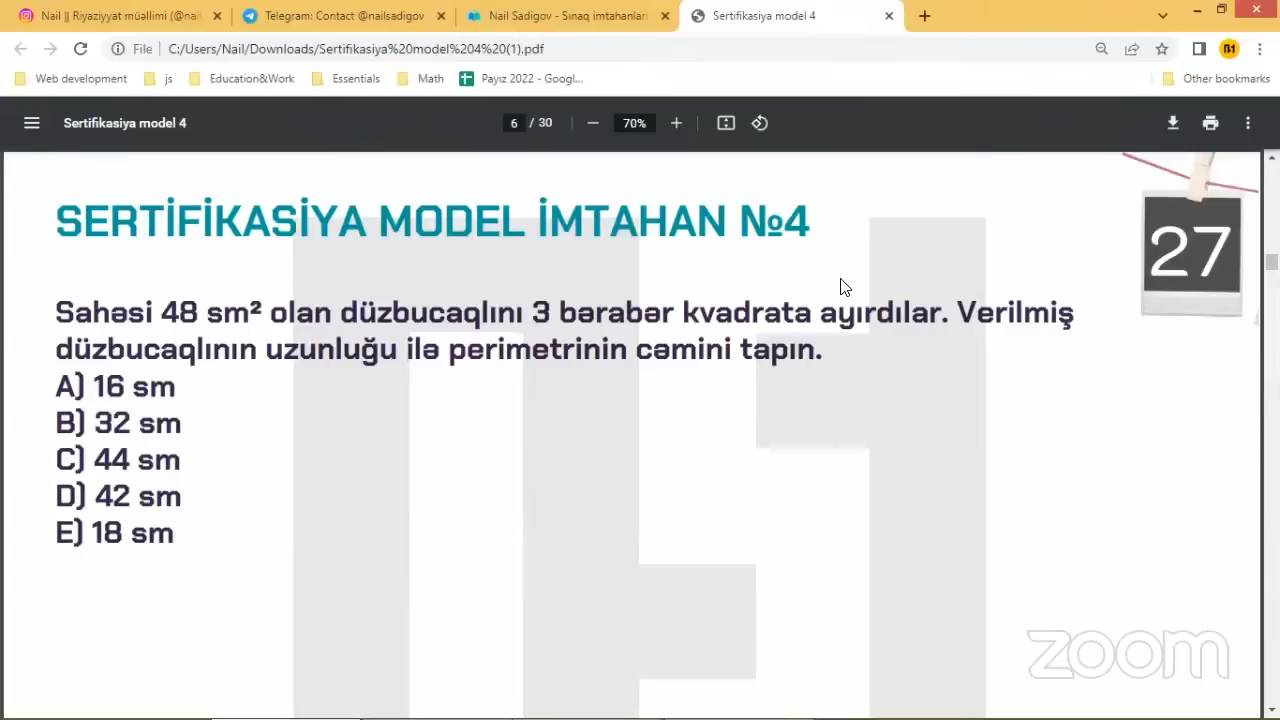 Nail || Riyaziyyat müəllimi (@nail
Telegram: Contact @nailsadigov
Nail Sadigov - Sınaq imtahanları
Sertifikasiya model 4
File
C:/Users/Nail/Downloads/Sertifikasiya%20model%204%20(1).pdf
Web development
js
Education&Work
Essentials
Math
Payız 2022 - Googl...
Other bookmarks
Sertifikasiya model 4
6 / 30
70%
SERTİFİKASİYA MODEL İMTAHAN №4
27
Sahəsi 48 sm² olan düzbucaqlını 3 bərabər kvadrata ayırdılar. Verilmiş
düzbucaqlının uzunluğu ilə perimetrinin cəmini tapın.
A) 16 sm
B) 32 sm
C) 44 sm
D) 42 sm
E) 18 sm
zoom